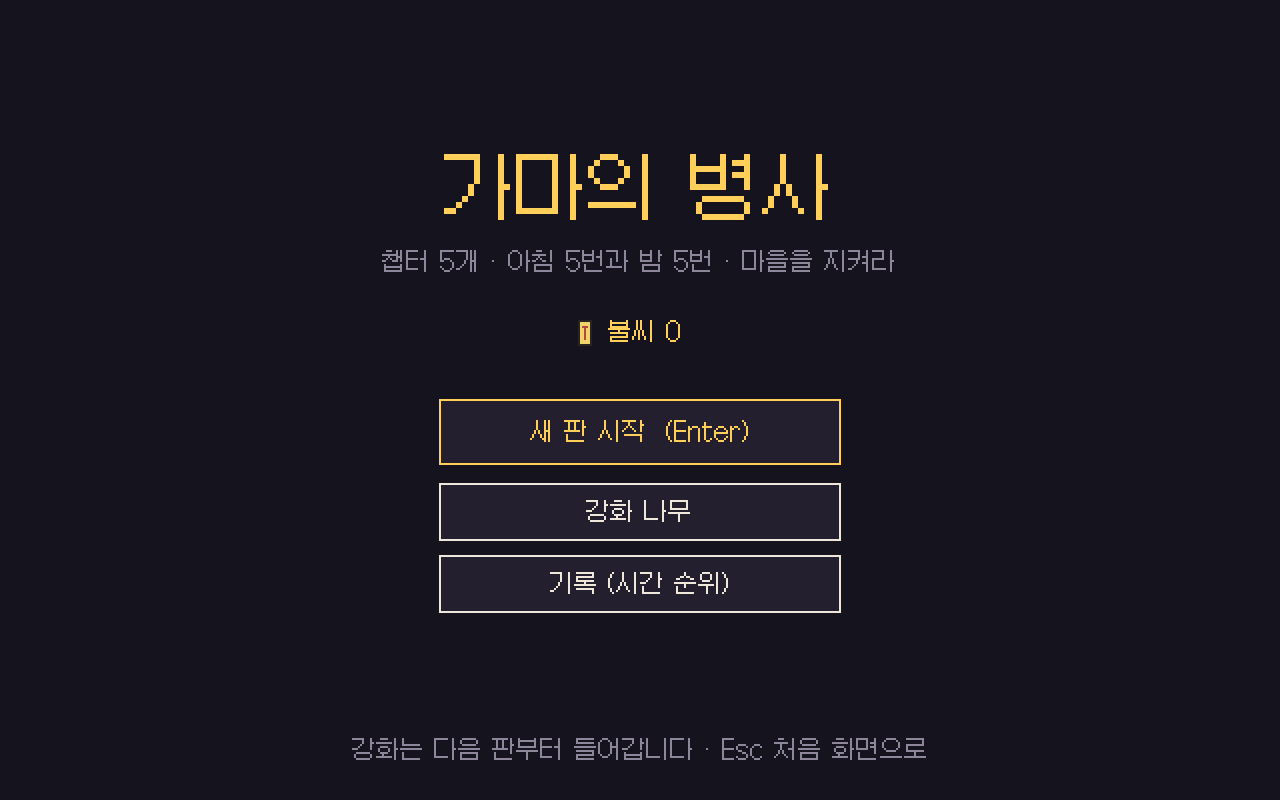 가마의 병사
챕터 5개 · 아침 5번과 밤 5번 · 마을을 지켜라
불씨 0
새 판 시작 (Enter)
강화 나무
기록 (시간 순위)
강화는 다음 판부터 들어갑니다 · Esc 처음 화면으로